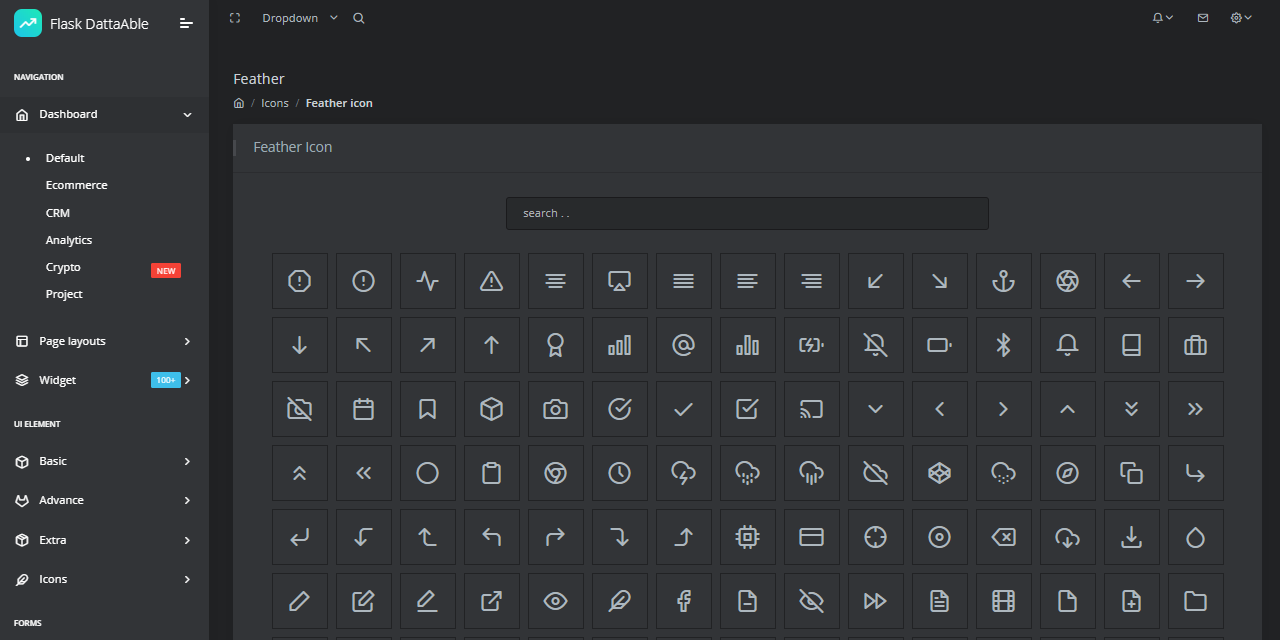 Flask DattaAble
Dropdown
NAVIGATION
Dashboard
Default
Ecommerce
CRM
Analytics
Crypto NEW
Project
Page layouts
Widget 100+
UI ELEMENT
Basic
Advance
Extra
Icons
FORMS
Feather
/ Icons / Feather icon
Feather Icon
search . .